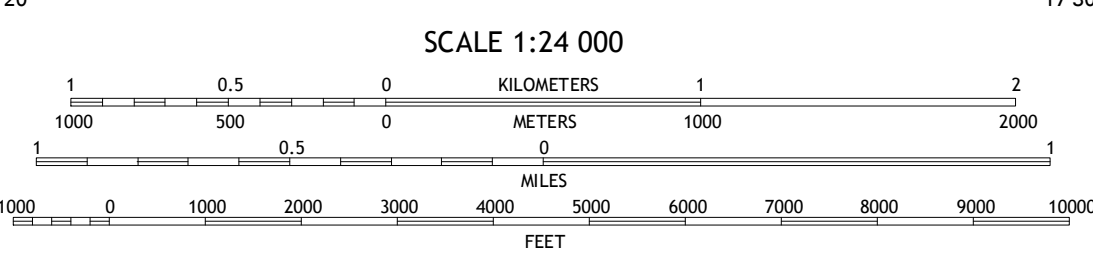 20
SCALE 1:24 000
1 0.5 0 KILOMETERS 1 2
1000 500 0 METERS 1000 2000
1 0.5 0 1
MILES
1000 0 1000 2000 3000 4000 5000 6000 7000 8000 9000 10000
FEET